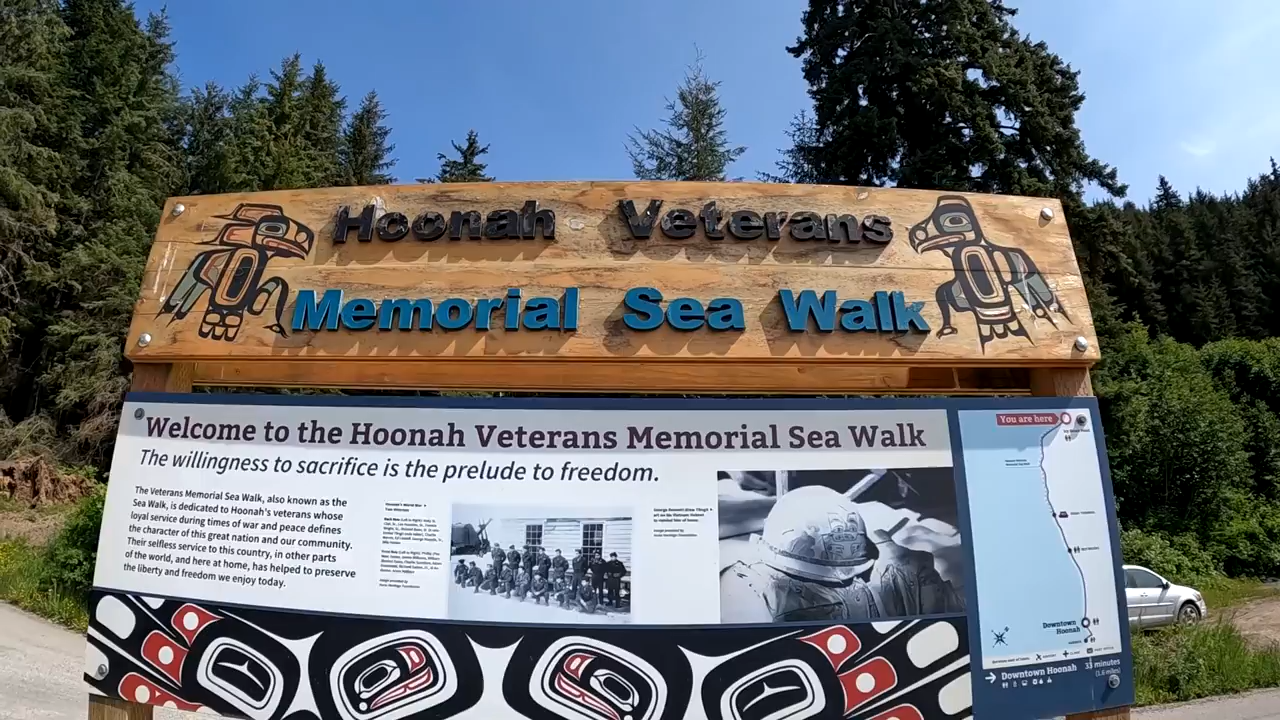 Hoonah Veterans
Memorial Sea Walk
Welcome to the Hoonah Veterans Memorial Sea Walk
The willingness to sacrifice is the prelude to freedom.
The Veterans Memorial Sea Walk, also known as the
Sea Walk, is dedicated to Hoonah's veterans whose
loyal service during times of war and peace defines
the character of this great nation and our community.
Their selfless service to this country, in other parts
of the world, and here at home, has helped to preserve
the liberty and freedom we enjoy today.
You are here
Downtown
Hoonah
Downtown Hoonah 33 minutes
(1.6 miles)